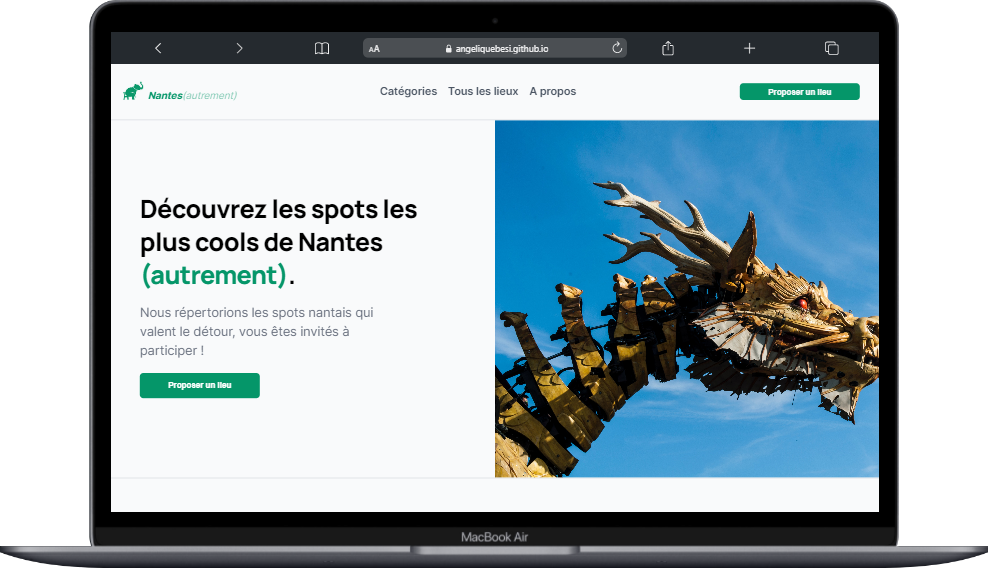 AA angeliquebesi.github.io
Nantes(autrement)
Catégories Tous les lieux A propos
Proposer un lieu
Découvrez les spots les
plus cools de Nantes
(autrement).
Nous répertorions les spots nantais qui
valent le détour, vous êtes invités à
participer !
Proposer un lieu
MacBook Air